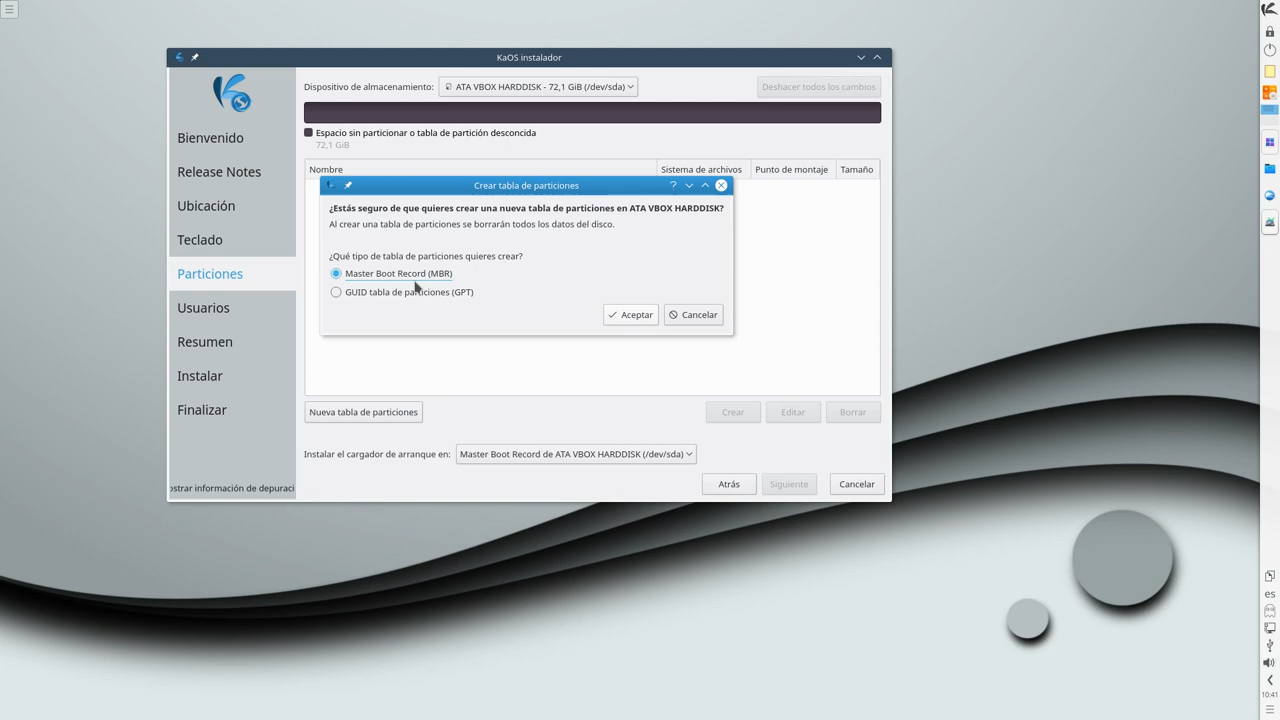 KaOS instalador
Dispositivo de almacenamiento:
ATA VBOX HARDDISK - 72,1 GiB (/dev/sda)
Deshacer todos los cambios
Espacio sin particionar o tabla de partición desconcida
72,1 GiB
Bienvenido
Release Notes
Ubicación
Teclado
Particiones
Usuarios
Resumen
Instalar
Finalizar
ostrar información de depuraci
Nombre
Sistema de archivos
Punto de montaje
Tamaño
Crear tabla de particiones
¿Estás seguro de que quieres crear una nueva tabla de particiones en ATA VBOX HARDDISK?
Al crear una tabla de particiones se borrarán todos los datos del disco.
¿Qué tipo de tabla de particiones quieres crear?
Master Boot Record (MBR)
GUID tabla de particiones (GPT)
Aceptar
Cancelar
Nueva tabla de particiones
Crear
Editar
Borrar
Instalar el cargador de arranque en:
Master Boot Record de ATA VBOX HARDDISK (/dev/sda)
Atrás
Siguiente
Cancelar
es
10:41